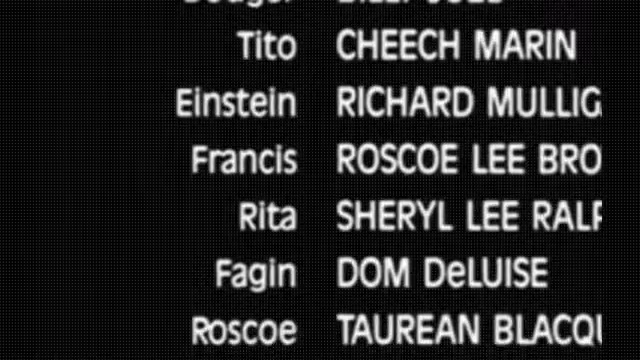 Tito CHEECH MARIN
Einstein RICHARD MULLIG
Francis ROSCOE LEE BRO
Rita SHERYL LEE RAL
Fagin DOM DeLUISE
Roscoe TAUREAN BLACQ